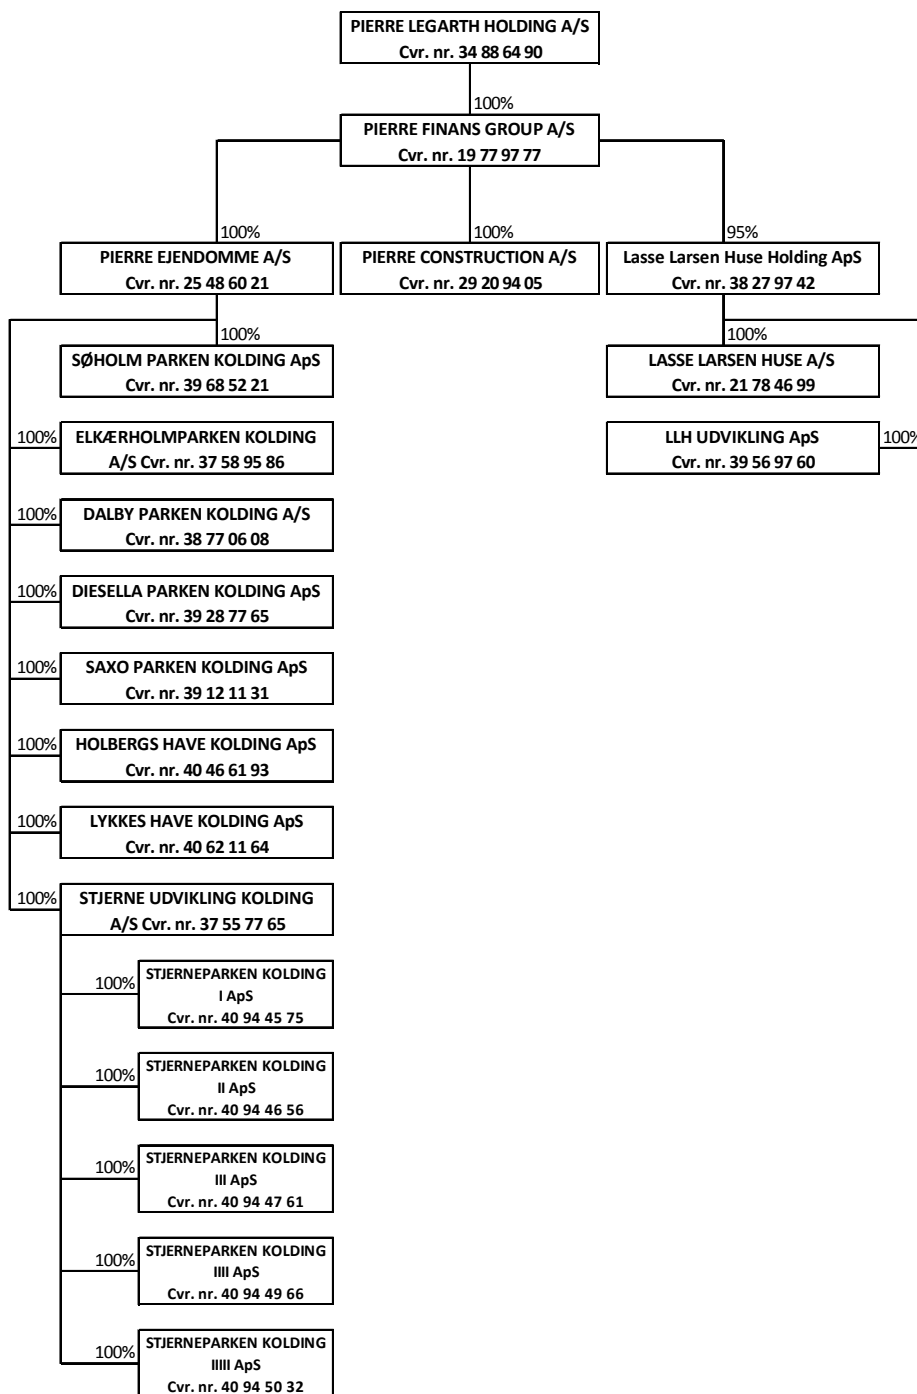 PIERRE LEGARTH HOLDING A/S
Cvr. nr. 34 88 64 90
100%
PIERRE FINANS GROUP A/S
Cvr. nr. 19 77 97 77
100%
100%
95%
PIERRE EJENDOMME A/S
Cvr. nr. 25 48 60 21
PIERRE CONSTRUCTION A/S
Cvr. nr. 29 20 94 05
Lasse Larsen Huse Holding ApS
Cvr. nr. 38 27 97 42
100%
100%
SØHOLM PARKEN KOLDING ApS
Cvr. nr. 39 68 52 21
LASSE LARSEN HUSE A/S
Cvr. nr. 21 78 46 99
100%
ELKÆRHOLMPARKEN KOLDING
A/S Cvr. nr. 37 58 95 86
LLH UDVIKLING ApS
Cvr. nr. 39 56 97 60
100%
100%
DALBY PARKEN KOLDING A/S
Cvr. nr. 38 77 06 08
100%
DIESELLA PARKEN KOLDING ApS
Cvr. nr. 39 28 77 65
100%
SAXO PARKEN KOLDING ApS
Cvr. nr. 39 12 11 31
100%
HOLBERGS HAVE KOLDING ApS
Cvr. nr. 40 46 61 93
100%
LYKKES HAVE KOLDING ApS
Cvr. nr. 40 62 11 64
100%
STJERNE UDVIKLING KOLDING
A/S Cvr. nr. 37 55 77 65
100%
STJERNEPARKEN KOLDING
I ApS
Cvr. nr. 40 94 45 75
100%
STJERNEPARKEN KOLDING
II ApS
Cvr. nr. 40 94 46 56
100%
STJERNEPARKEN KOLDING
III ApS
Cvr. nr. 40 94 47 61
100%
STJERNEPARKEN KOLDING
IIII ApS
Cvr. nr. 40 94 49 66
100%
STJERNEPARKEN KOLDING
IIIII ApS
Cvr. nr. 40 94 50 32